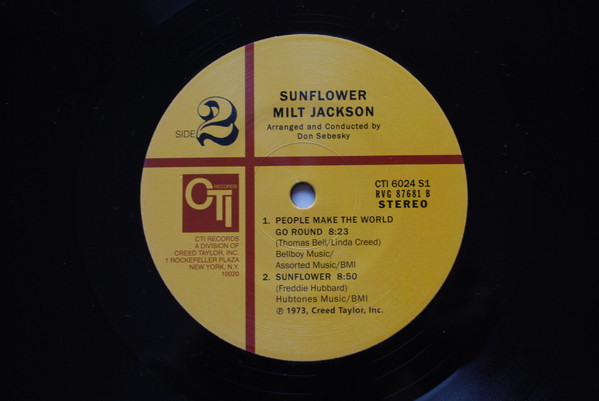 SUNFLOWER
MILT JACKSON
Arranged and Conducted by
Don Sebesky
SIDE 2
CTI RECORDS
CTI RECORDS
A DIVISION OF
CREED TAYLOR, INC.
1 ROCKEFELLER PLAZA
NEW YORK, N.Y.
10020
CTI 6024 S1
RVG 87681 B
STEREO
1. PEOPLE MAKE THE WORLD
GO ROUND 8:23
(Thomas Bell/Linda Creed)
Bellboy Music/
Assorted Music/BMI
2. SUNFLOWER 8:50
(Freddie Hubbard)
Hubtones Music/BMI
℗ 1973, Creed Taylor, Inc.